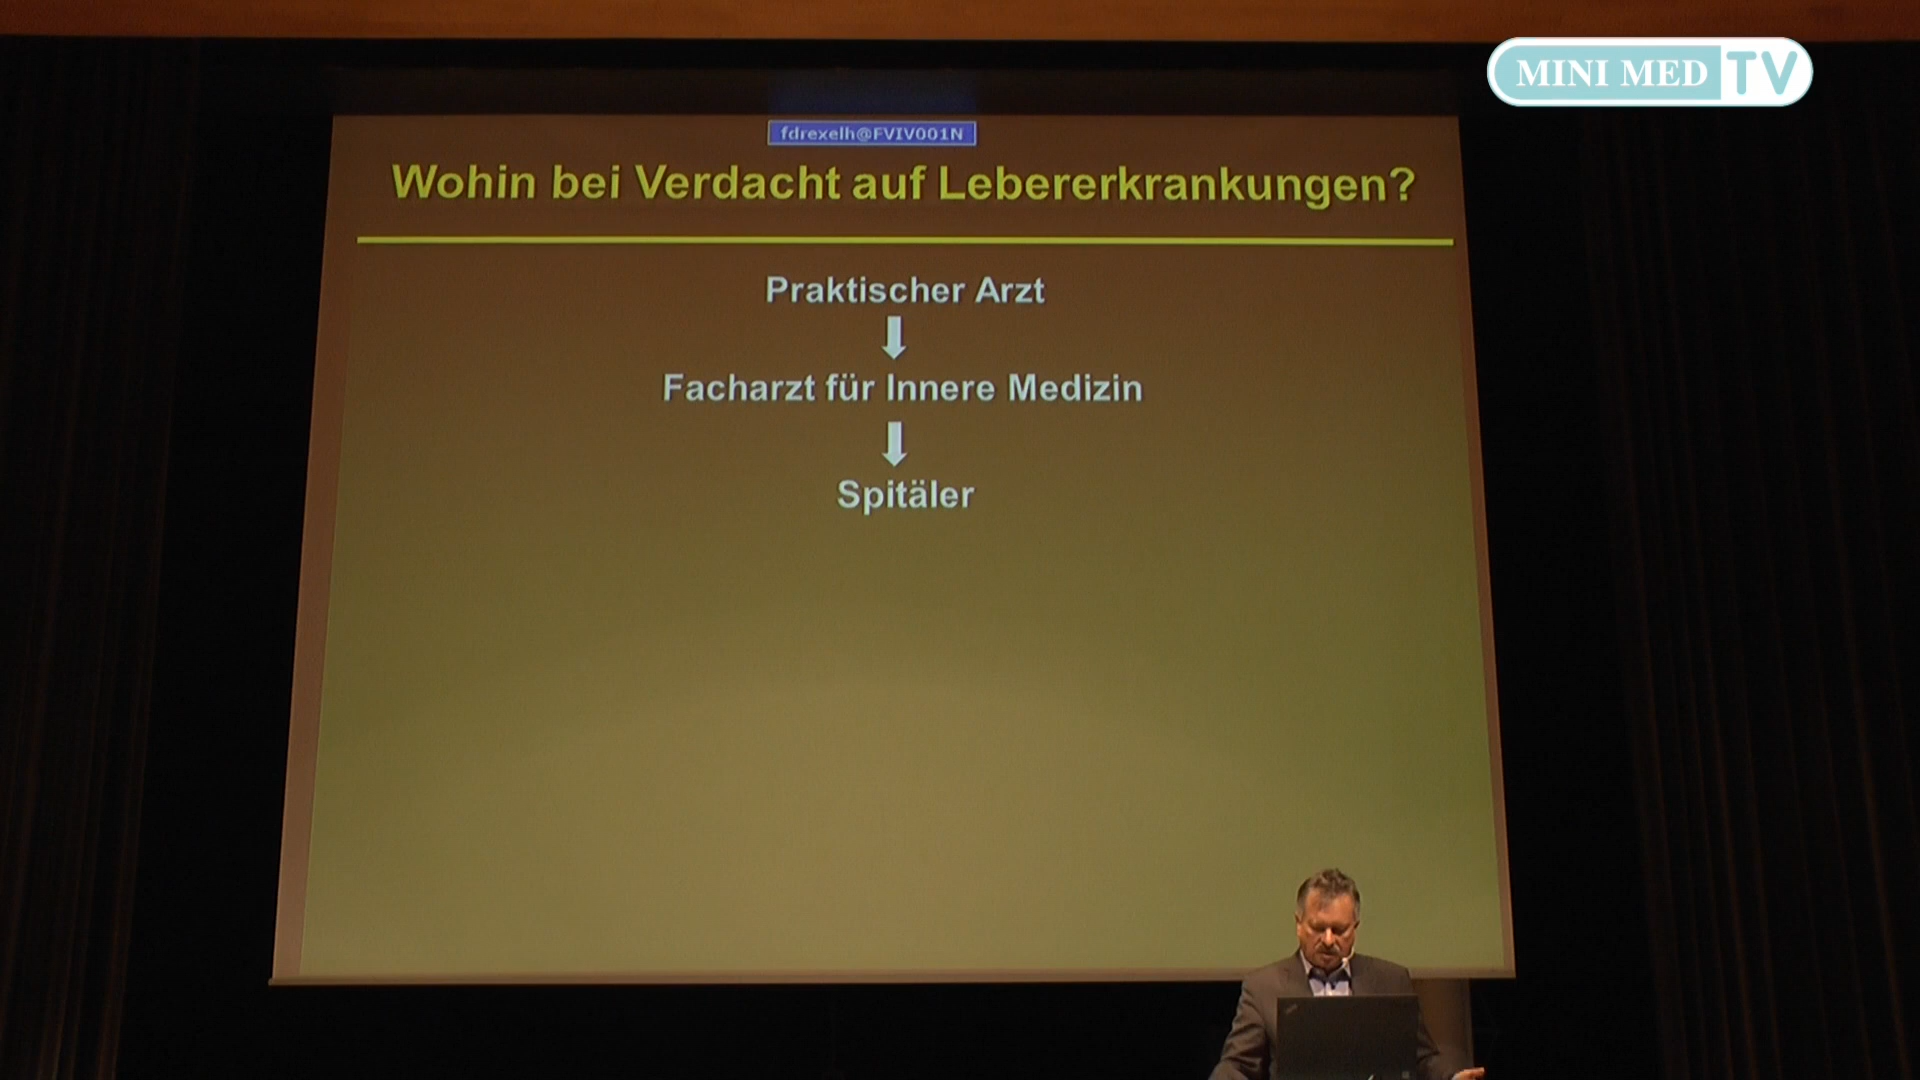 MINI MED TV
fdrexelh@FVIV001N
Wohin bei Verdacht auf Lebererkrankungen?
Praktischer Arzt
Facharzt für Innere Medizin
Spitäler